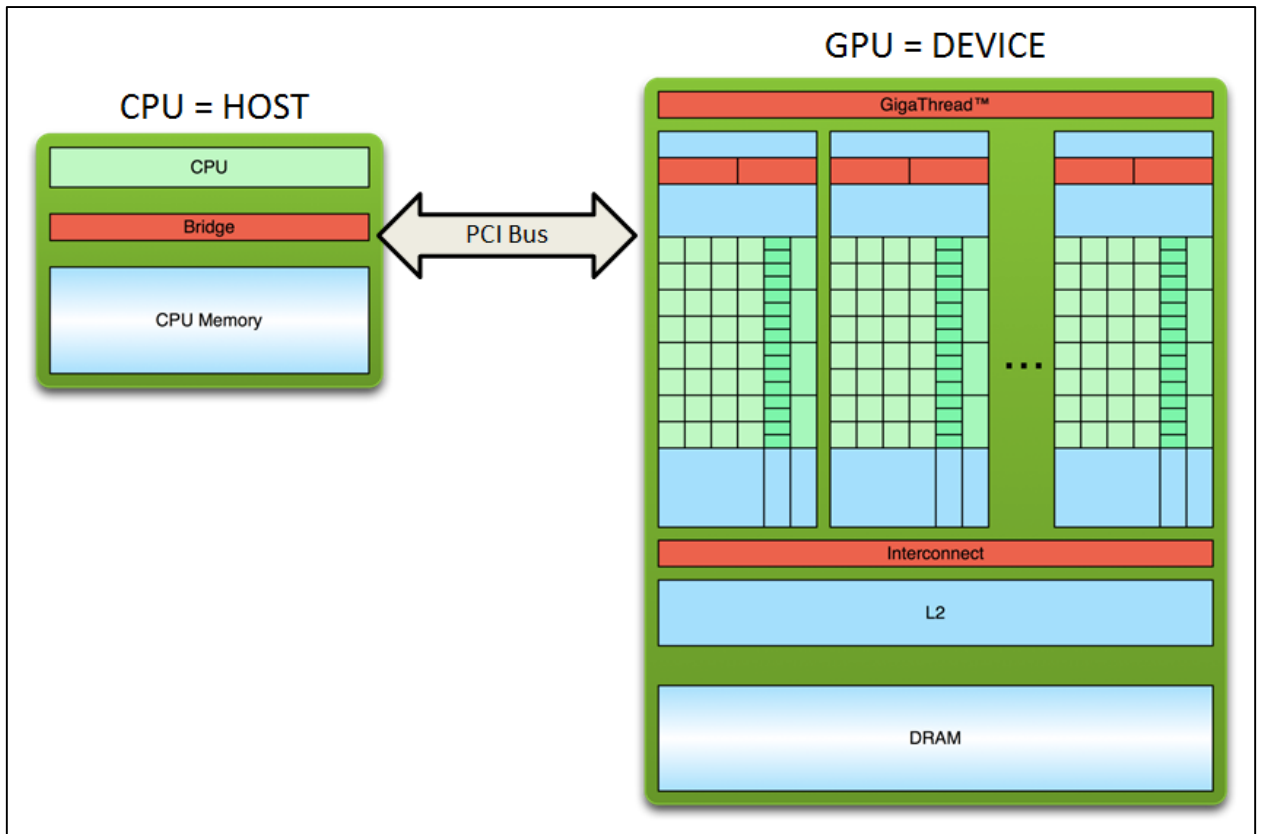 GPU = DEVICE
CPU = HOST
GigaThread™
CPU
Bridge
PCI Bus
CPU Memory
...
Interconnect
L2
DRAM